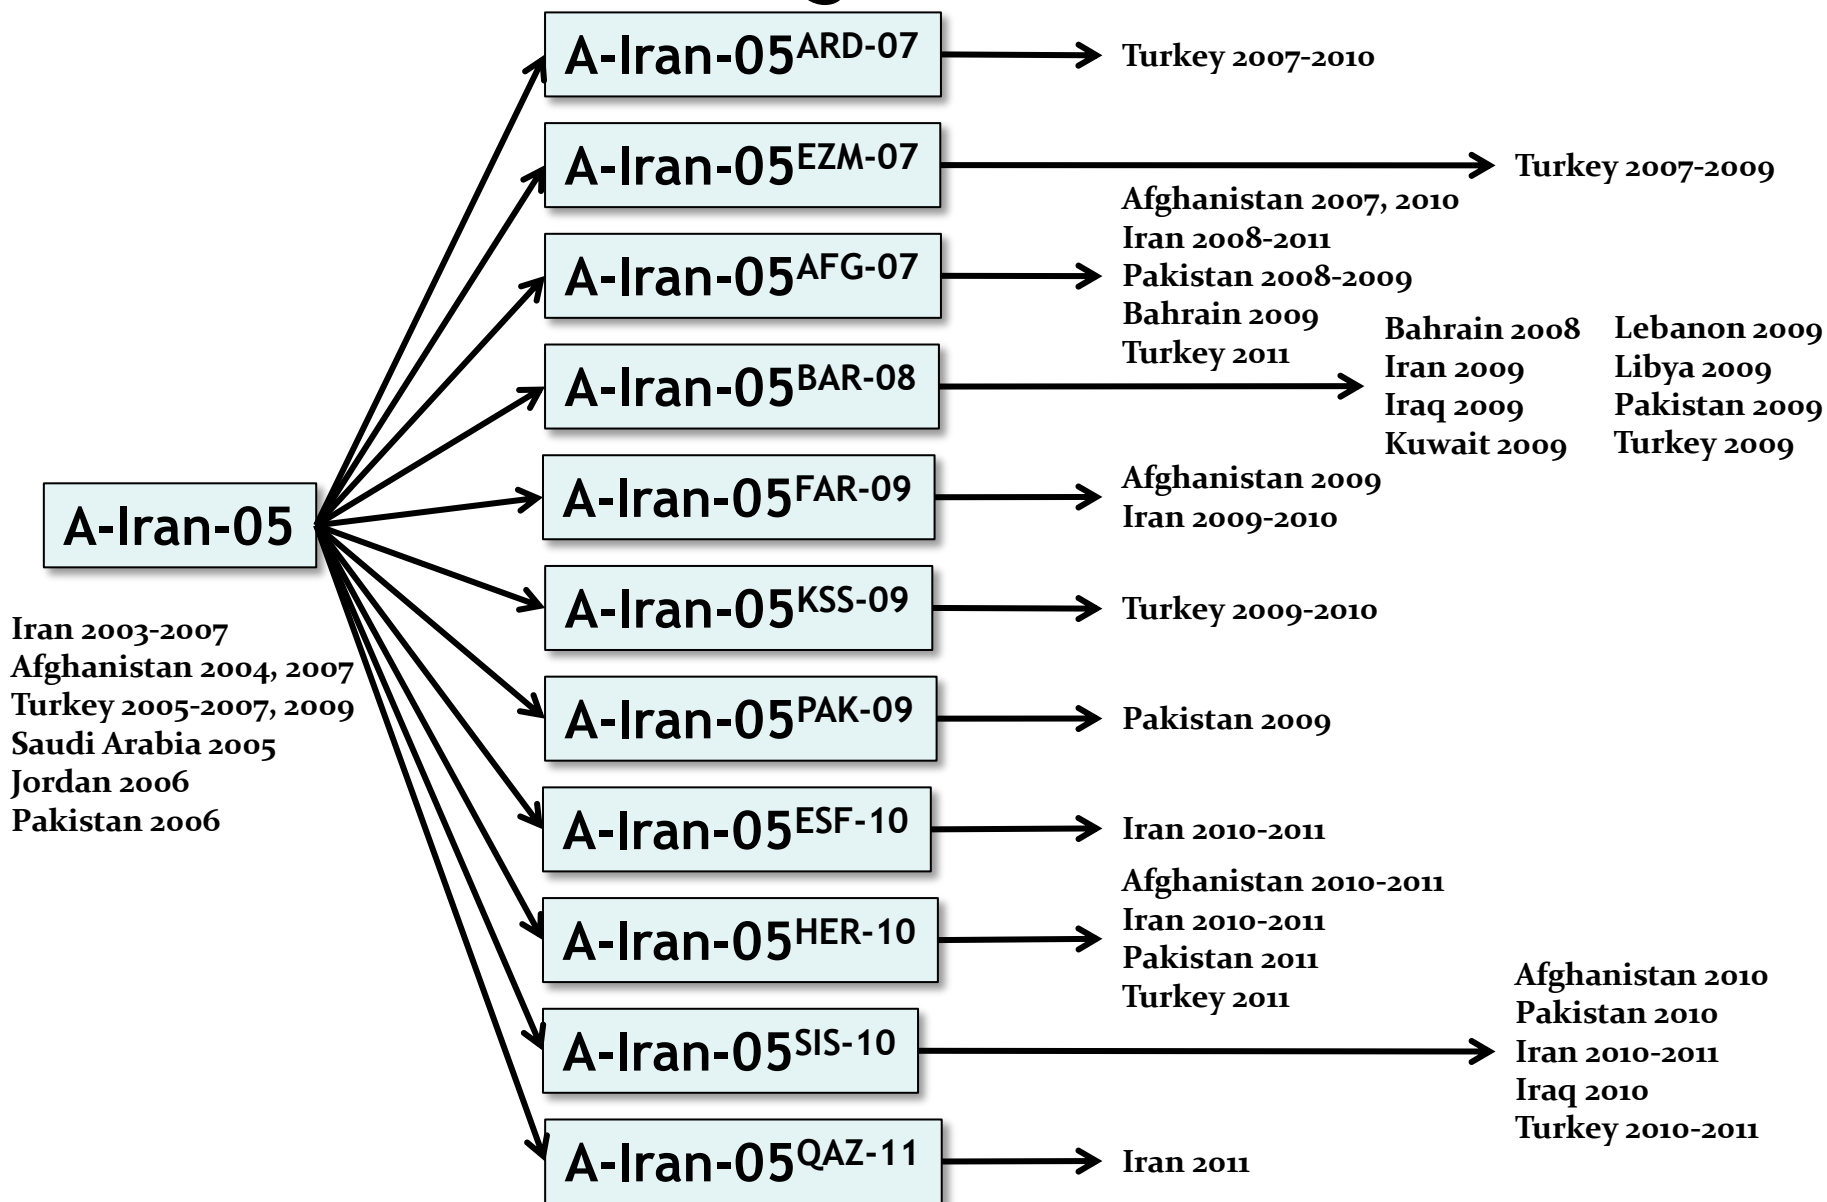 A-Iran-05ARD-07
Turkey 2007-2010
A-Iran-05EZM-07
Turkey 2007-2009
A-Iran-05AFG-07
Afghanistan 2007, 2010
Iran 2008-2011
Pakistan 2008-2009
Bahrain 2009
Turkey 2011
A-Iran-05BAR-08
Bahrain 2008
Iran 2009
Iraq 2009
Kuwait 2009
Lebanon 2009
Libya 2009
Pakistan 2009
Turkey 2009
A-Iran-05FAR-09
Afghanistan 2009
Iran 2009-2010
A-Iran-05
Iran 2003-2007
Afghanistan 2004, 2007
Turkey 2005-2007, 2009
Saudi Arabia 2005
Jordan 2006
Pakistan 2006
A-Iran-05KSS-09
Turkey 2009-2010
A-Iran-05PAK-09
Pakistan 2009
A-Iran-05ESF-10
Iran 2010-2011
A-Iran-05HER-10
Afghanistan 2010-2011
Iran 2010-2011
Pakistan 2011
Turkey 2011
A-Iran-05SIS-10
Afghanistan 2010
Pakistan 2010
Iran 2010-2011
Iraq 2010
Turkey 2010-2011
A-Iran-05QAZ-11
Iran 2011